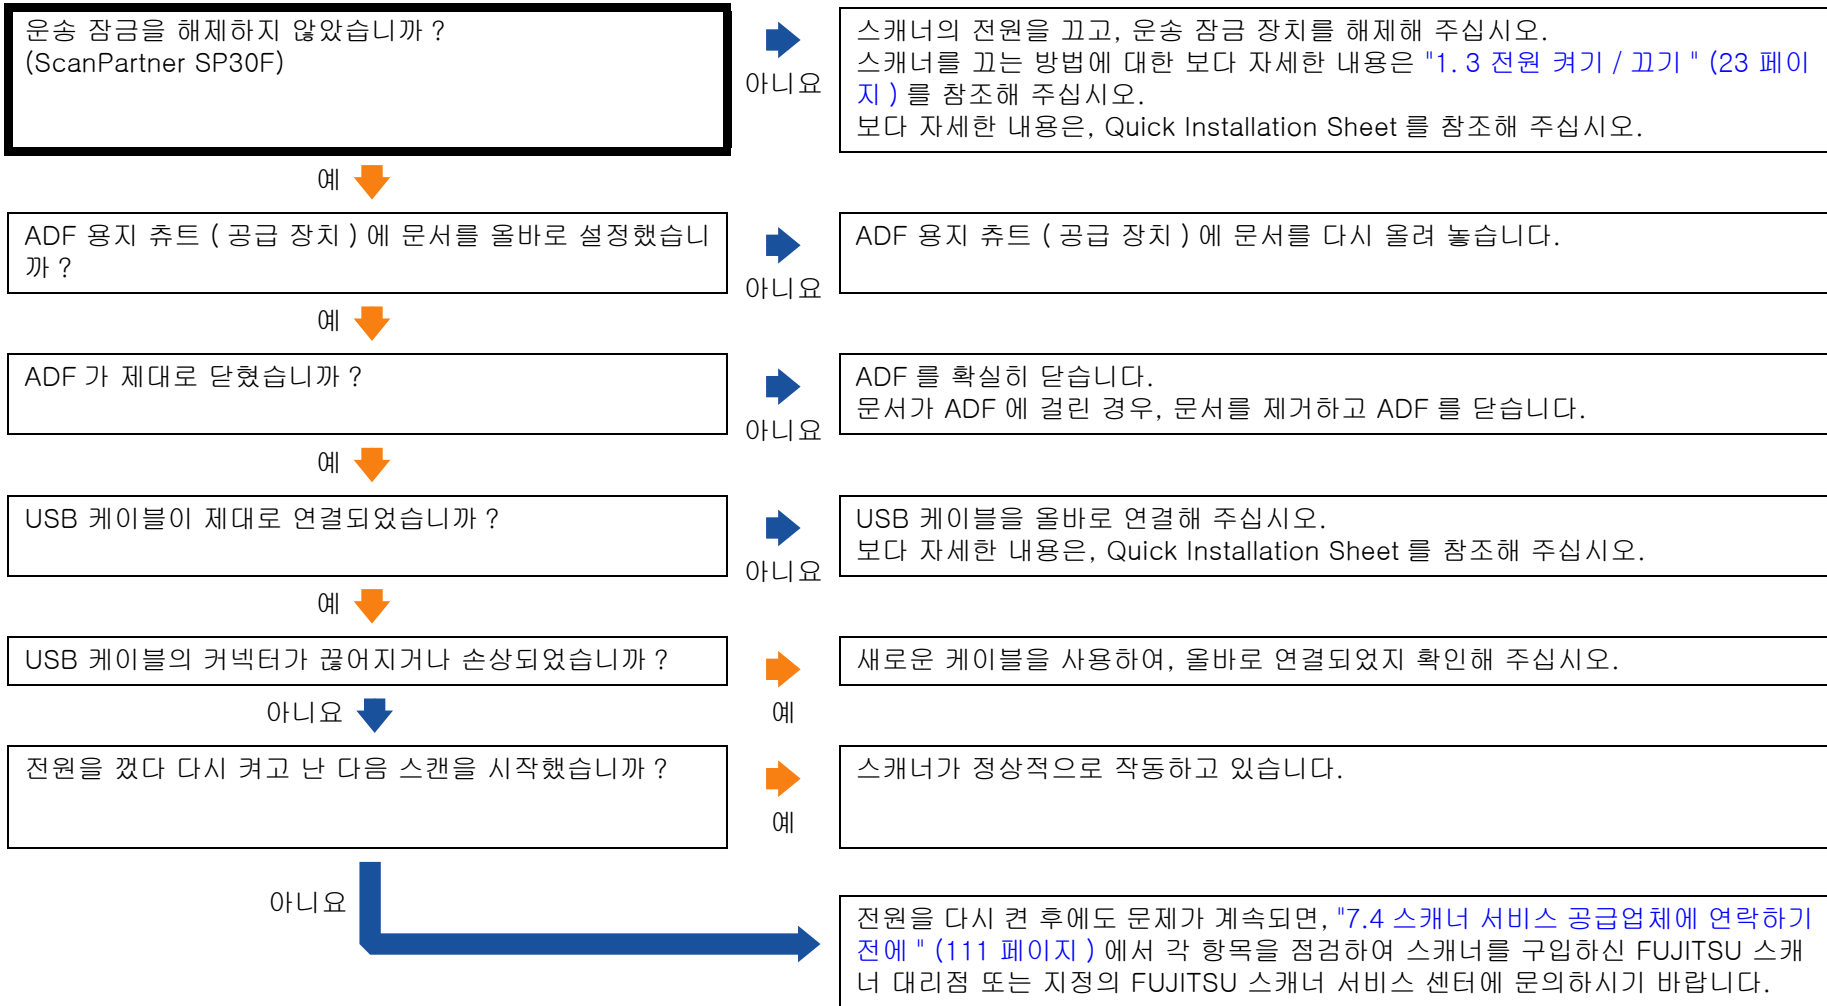 운송 잠금을 해제하지 않았습니까 ?
(ScanPartner SP30F)
아니요
스캐너의 전원을 끄고, 운송 잠금 장치를 해제해 주십시오.
스캐너를 끄는 방법에 대한 보다 자세한 내용은 "1. 3 전원 켜기 / 끄기 " (23 페이
지 ) 를 참조해 주십시오.
보다 자세한 내용은, Quick Installation Sheet 를 참조해 주십시오.
예
ADF 용지 츄트 ( 공급 장치 ) 에 문서를 올바로 설정했습니
까 ?
아니요
ADF 용지 츄트 ( 공급 장치 ) 에 문서를 다시 올려 놓습니다.
예
ADF 가 제대로 닫혔습니까 ?
아니요
ADF 를 확실히 닫습니다.
문서가 ADF 에 걸린 경우, 문서를 제거하고 ADF 를 닫습니다.
예
USB 케이블이 제대로 연결되었습니까 ?
아니요
USB 케이블을 올바로 연결해 주십시오.
보다 자세한 내용은, Quick Installation Sheet 를 참조해 주십시오.
예
USB 케이블의 커넥터가 끊어지거나 손상되었습니까 ?
예
새로운 케이블을 사용하여, 올바로 연결되었지 확인해 주십시오.
아니요
전원을 껐다 다시 켜고 난 다음 스캔을 시작했습니까 ?
예
스캐너가 정상적으로 작동하고 있습니다.
아니요
전원을 다시 켠 후에도 문제가 계속되면, "7.4 스캐너 서비스 공급업체에 연락하기
전에 " (111 페이지 ) 에서 각 항목을 점검하여 스캐너를 구입하신 FUJITSU 스캐
너 대리점 또는 지정의 FUJITSU 스캐너 서비스 센터에 문의하시기 바랍니다.